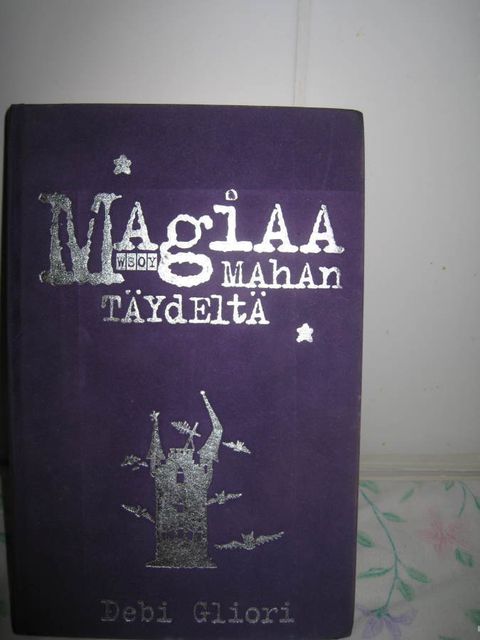 Magiaa
WSOY
Mahan
TÄYdEltÄ
Debi Gliori